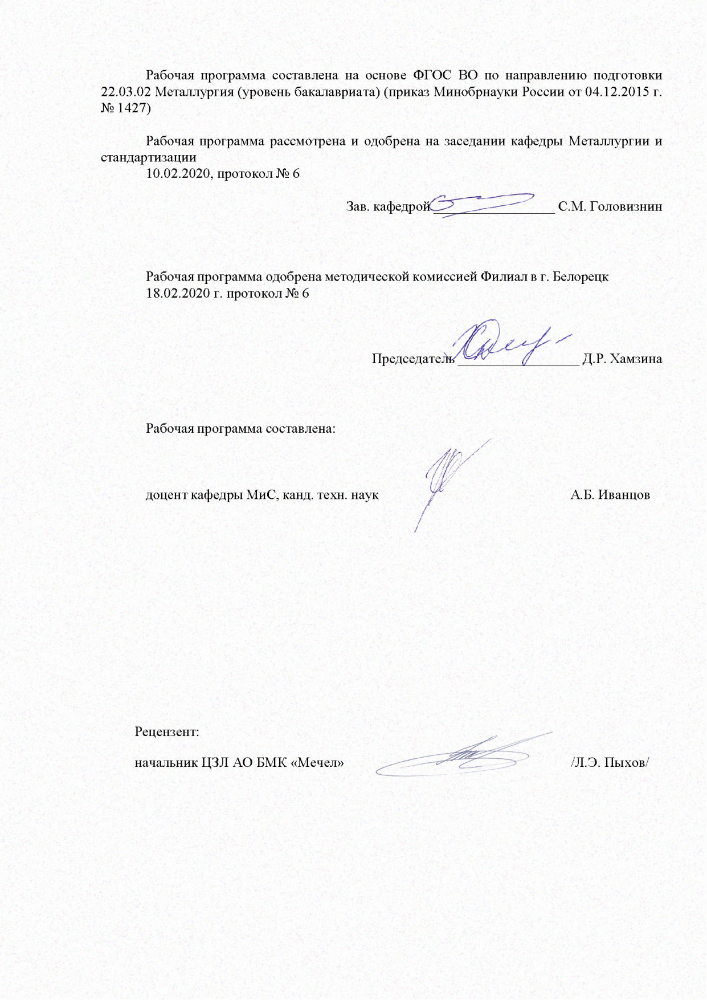 Рабочая программа составлена на основе ФГОС ВО по направлению подготовки
22.03.02 Металлургия (уровень бакалавриата) (приказ Минобрнауки России от 04.12.2015 г.
№ 1427)
Рабочая программа рассмотрена и одобрена на заседании кафедры Металлургии и
стандартизации
10.02.2020, протокол № 6
Зав. кафедрой _________________ С.М. Головизнин
Рабочая программа одобрена методической комиссией Филиал в г. Белорецк
18.02.2020 г. протокол № 6
Председатель _________________ Д.Р. Хамзина
Рабочая программа составлена:
доцент кафедры МиС, канд. техн. наук А.Б. Иванцов
Рецензент:
начальник ЦЗЛ АО БМК «Мечел» /Л.Э. Пыхов/